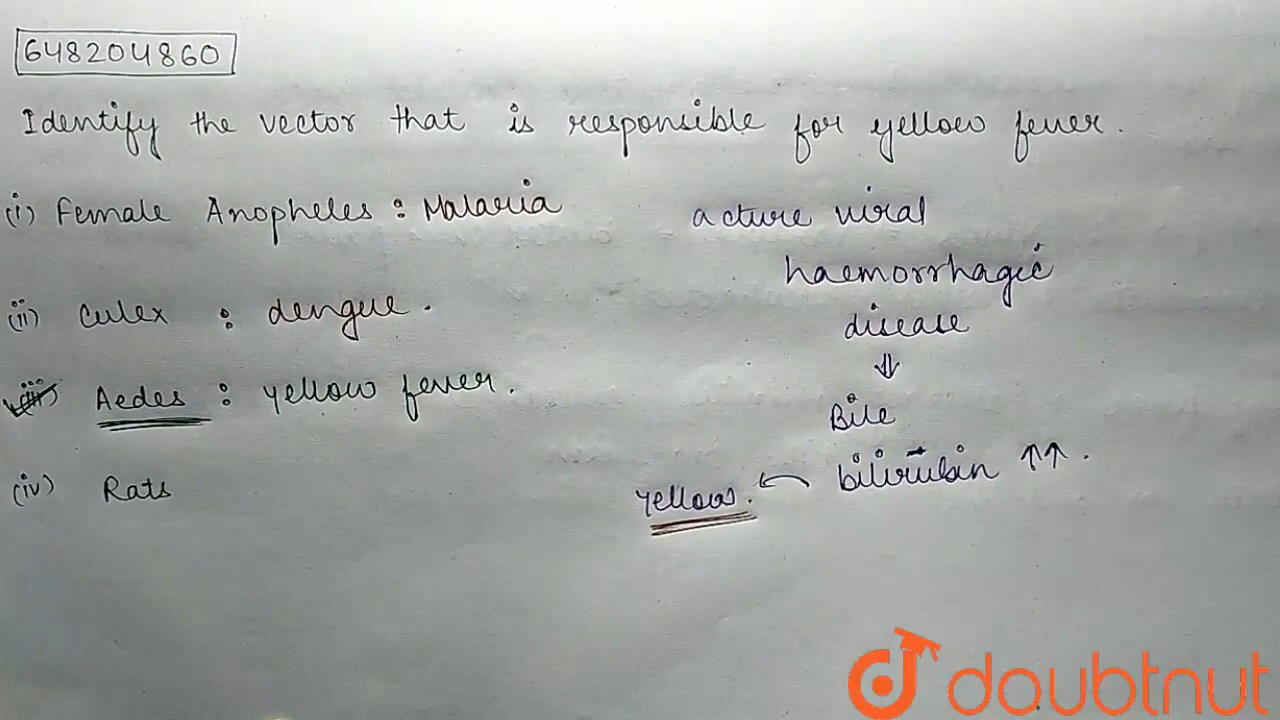 648204860
Identify the vector that is responsible for yellow fever.
(i) Female Anopheles : Malaria
(ii) Culex : dengue.
(iii) Aedes : yellow fever.
(iv) Rats
acture viral
haemorrhagic
disease
⇓
Bile
bilirubin ↑↑.
Yellow. ←
doubtnut